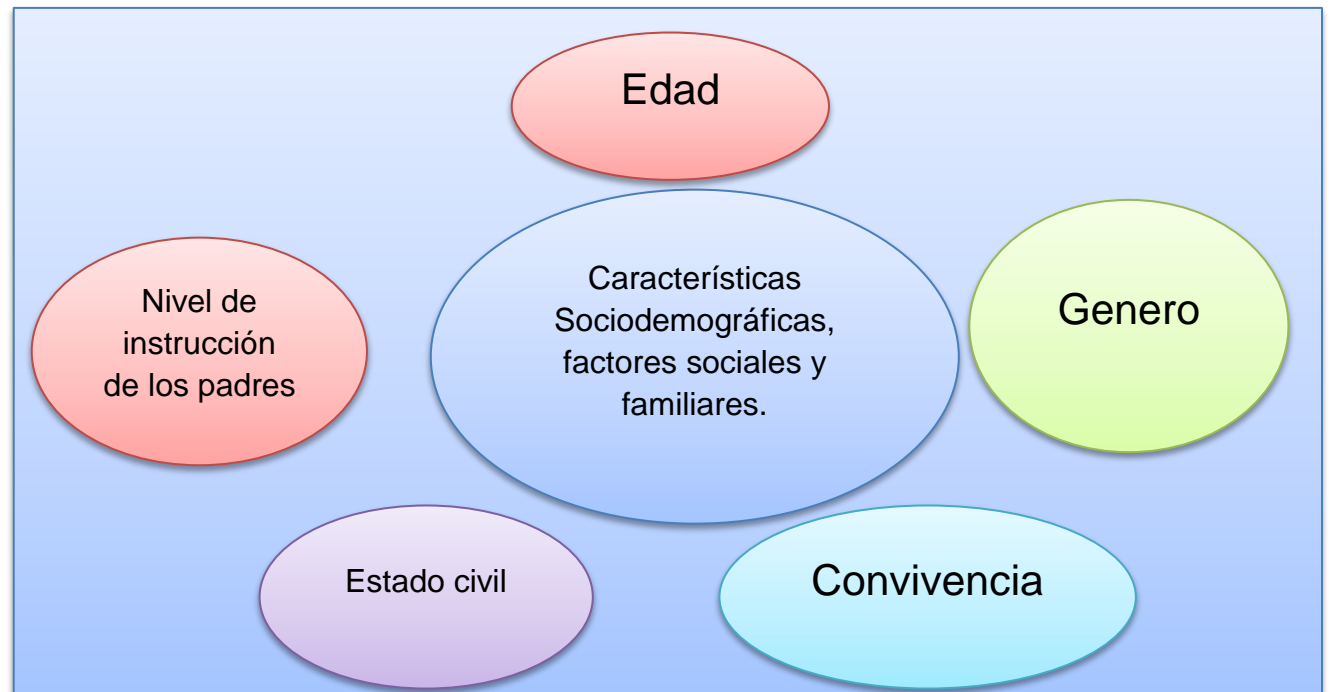 Edad
Características
Sociodemográficas,
factores sociales y
familiares.
Genero
Nivel de
instrucción
de los padres
Estado civil
Convivencia